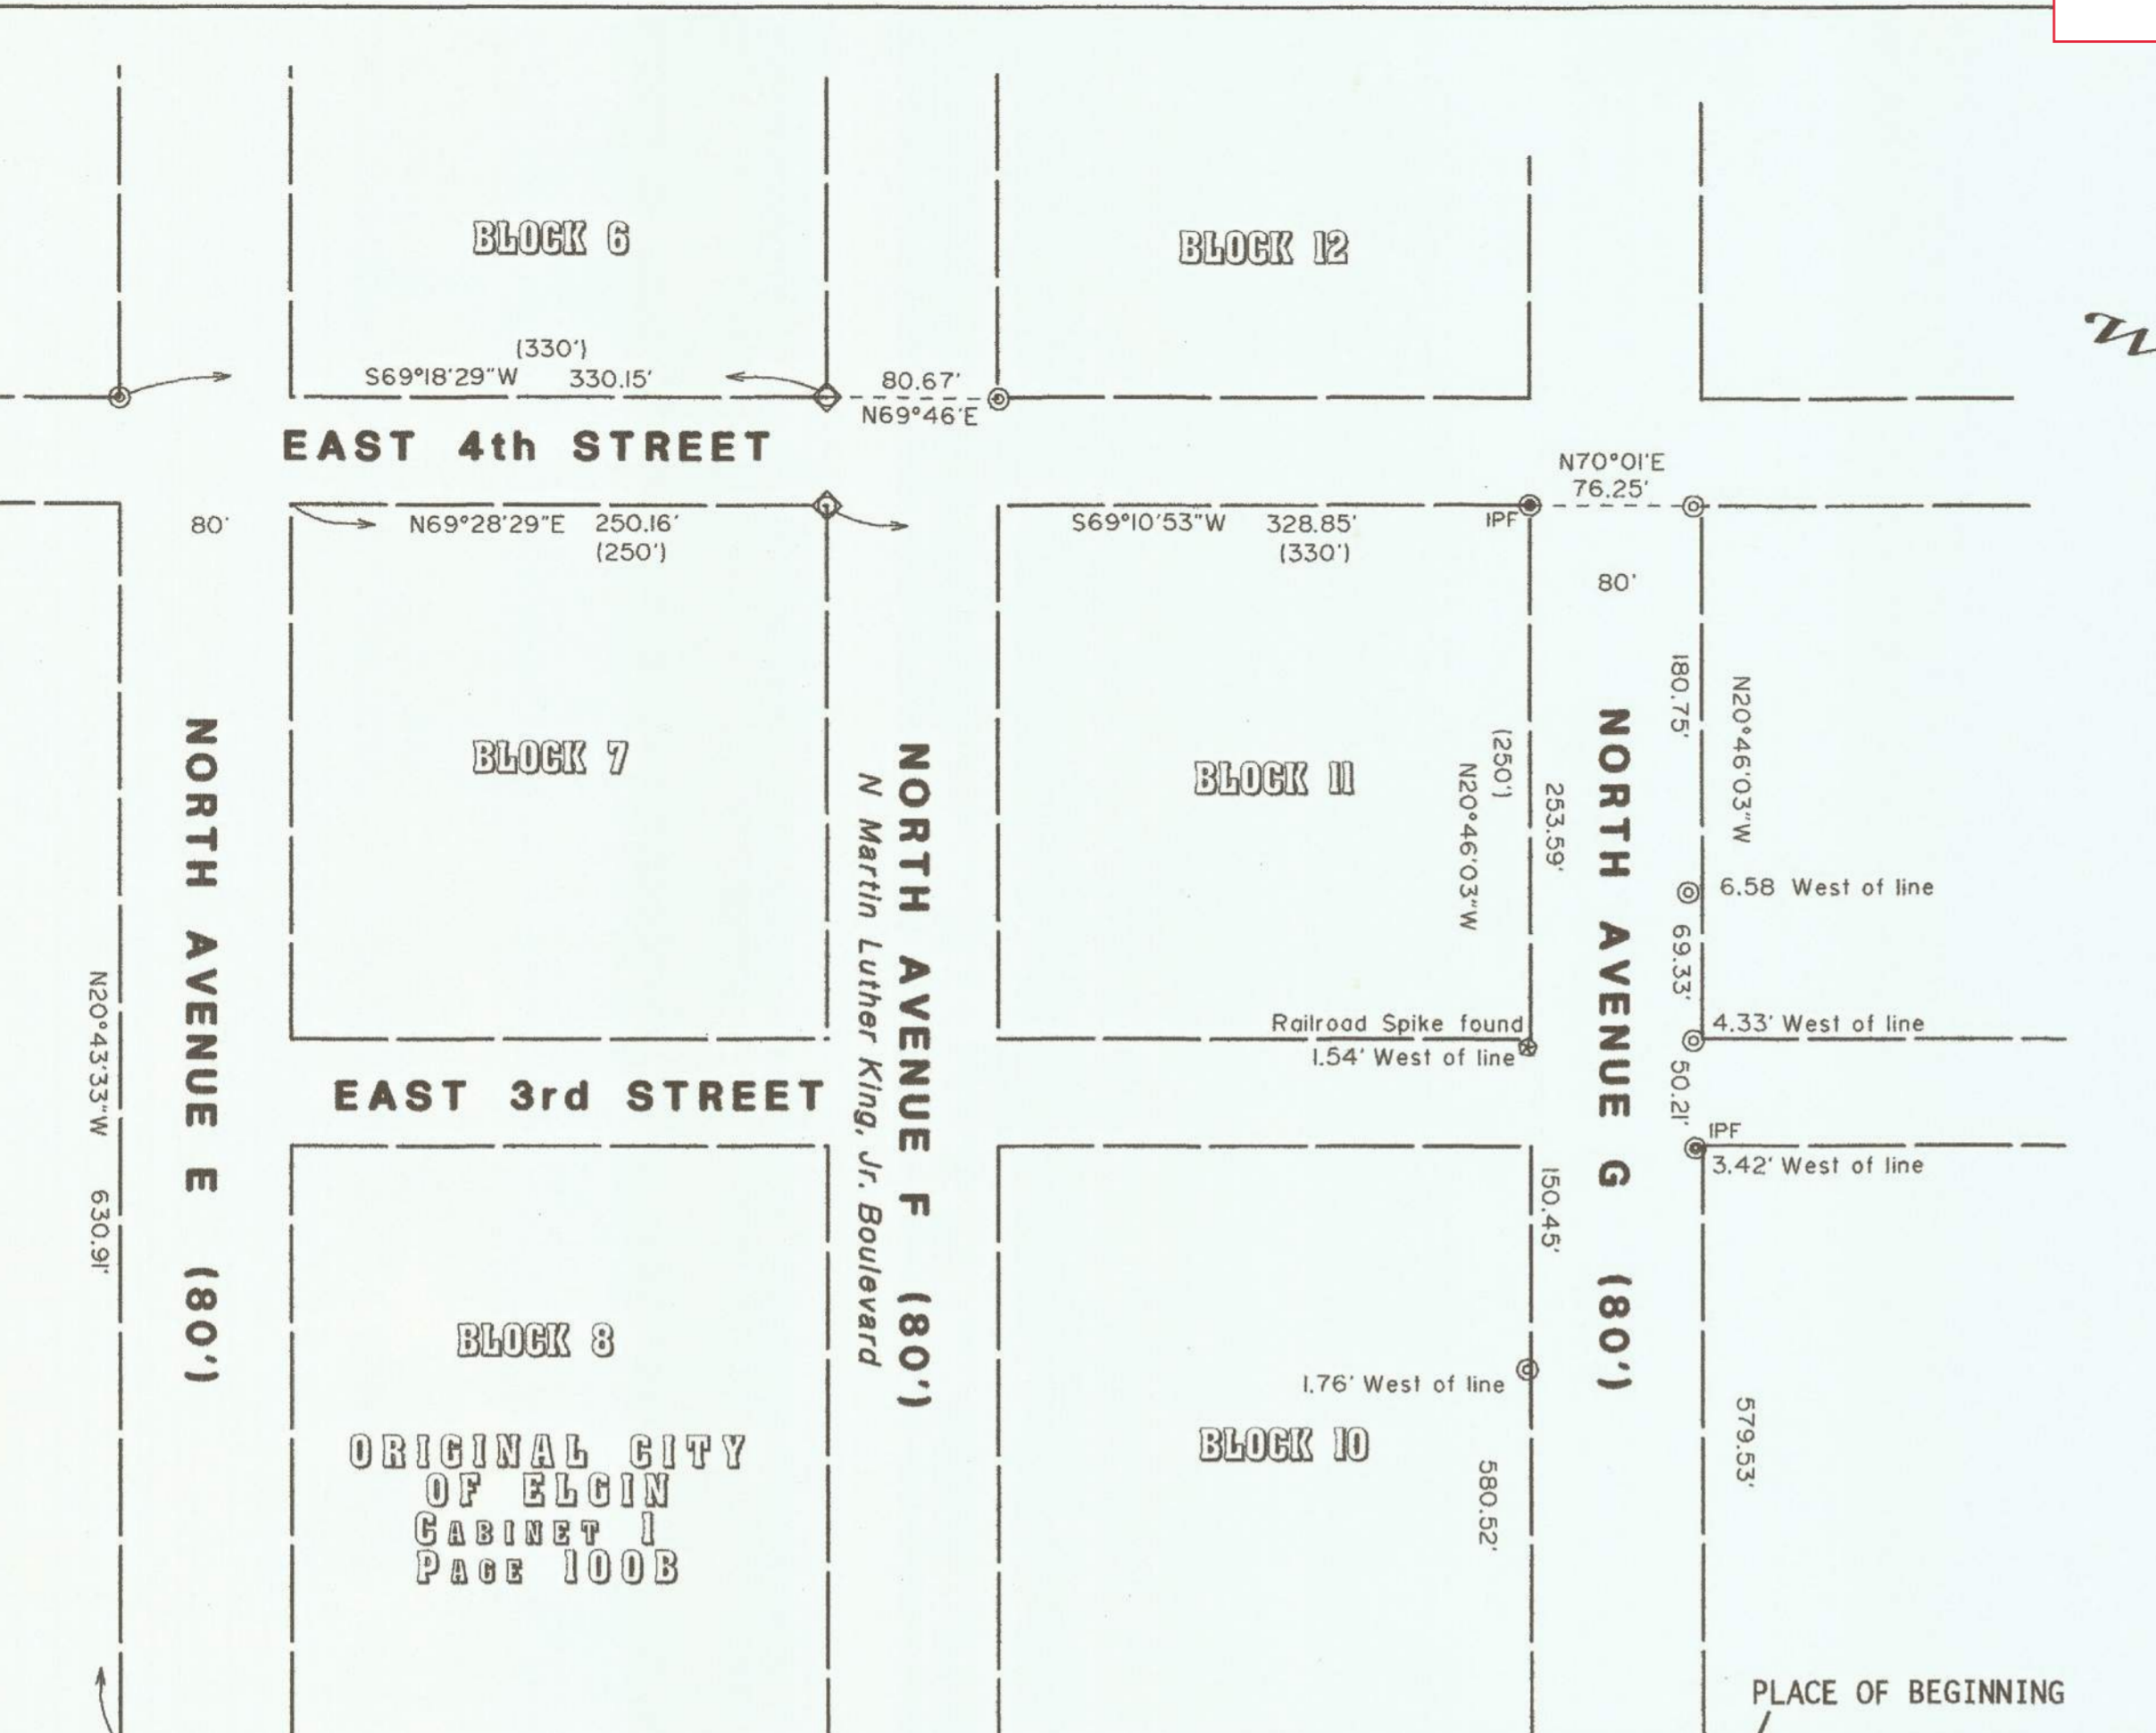 BLOCK 6
BLOCK 12
(330')
S69°18'29"W 330.15'
80.67'
N69°46'E
EAST 4th STREET
N70°01'E
76.25'
80'
N69°28'29"E 250.16'
(250')
S69°10'53"W 328.85'
(330')
IPF
80'
180.75'
N20°46'03"W
NORTH AVENUE E (80')
BLOCK 7
NORTH AVENUE F (80')
N Martin Luther King, Jr. Boulevard
BLOCK 11
(250')
N20°46'03"W
253.59'
NORTH AVENUE G (80')
6.58 West of line
69.33'
N20°43'33"W 630.91'
Railroad Spike found
1.54' West of line
4.33' West of line
50.21'
EAST 3rd STREET
IPF
3.42' West of line
150.45'
BLOCK 8
1.76' West of line
BLOCK 10
580.52'
579.53'
ORIGINAL CITY
OF ELGIN
CABINET 1
PAGE 100B
PLACE OF BEGINNING